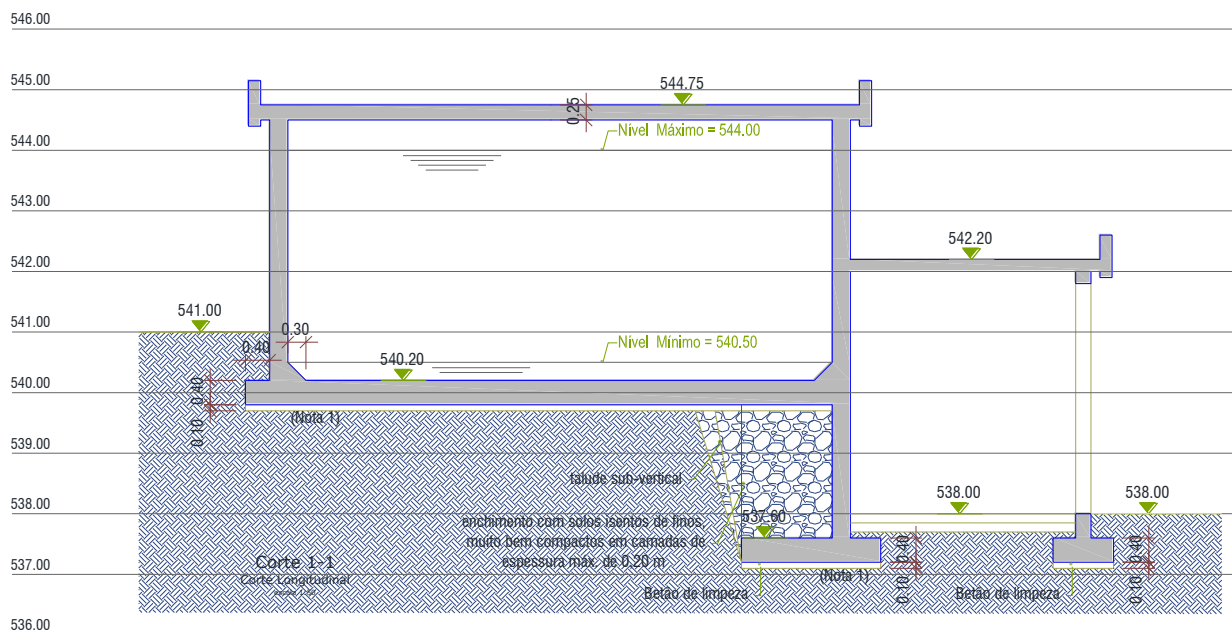 546.00
545.00
544.75
0.25
Nível Máximo = 544.00
544.00
543.00
542.20
542.00
541.00
541.00
0.30
Nível Mínimo = 540.50
0.40
540.20
540.00
0.40
(Nota 1)
0.10
539.00
talude sub-vertical
538.00
538.00
538.00
537.60
enchimento com solos isentos de finos,
muito bem compactos em camadas de
espessura máx. de 0,20 m
0.40
0.40
Corte 1-1
Corte Longitudinal
escala 1:50
537.00
(Nota 1)
0.10
0.10
Betão de limpeza
Betão de limpeza
536.00